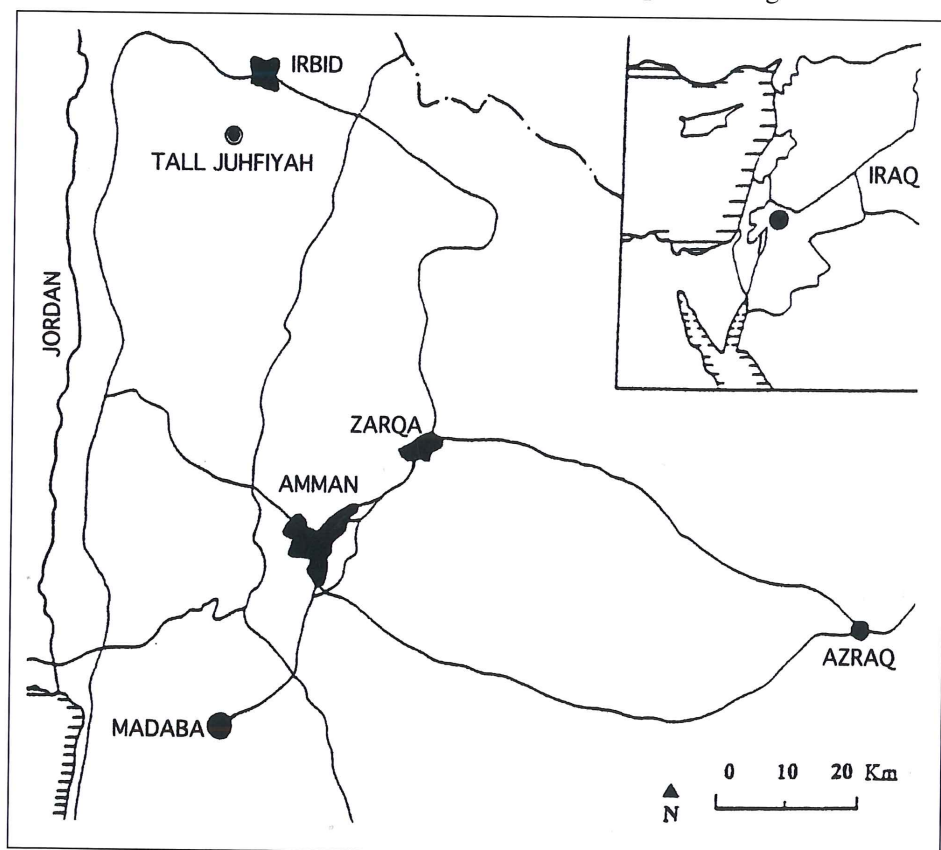 IRBID
TALL JUHFIYAH
IRAQ
JORDAN
ZARQA
AMMAN
AZRAQ
MADABA
0 10 20 Km
N